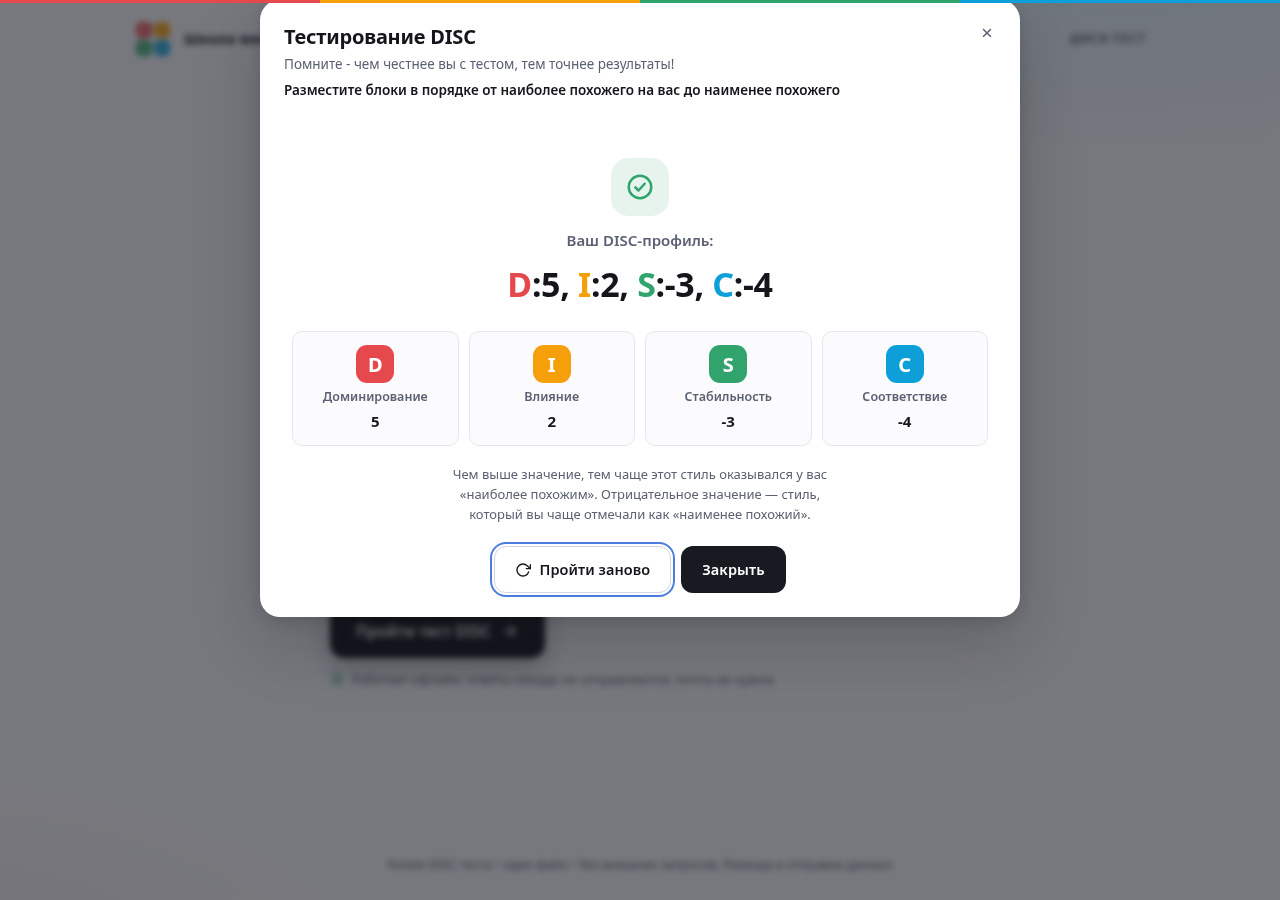 Тестирование DISC
Помните - чем честнее вы с тестом, тем точнее результаты!
Разместите блоки в порядке от наиболее похожего на вас до наименее похожего
Ваш DISC-профиль:
D:5, I:2, S:-3, C:-4
D I S C
Доминирование Влияние Стабильность Соответствие
5 2 -3 -4
Чем выше значение, тем чаще этот стиль оказывался у вас
«наиболее похожим». Отрицательное значение — стиль,
который вы чаще отмечали как «наименее похожий».
Пройти заново Закрыть
Пройти тест DISC